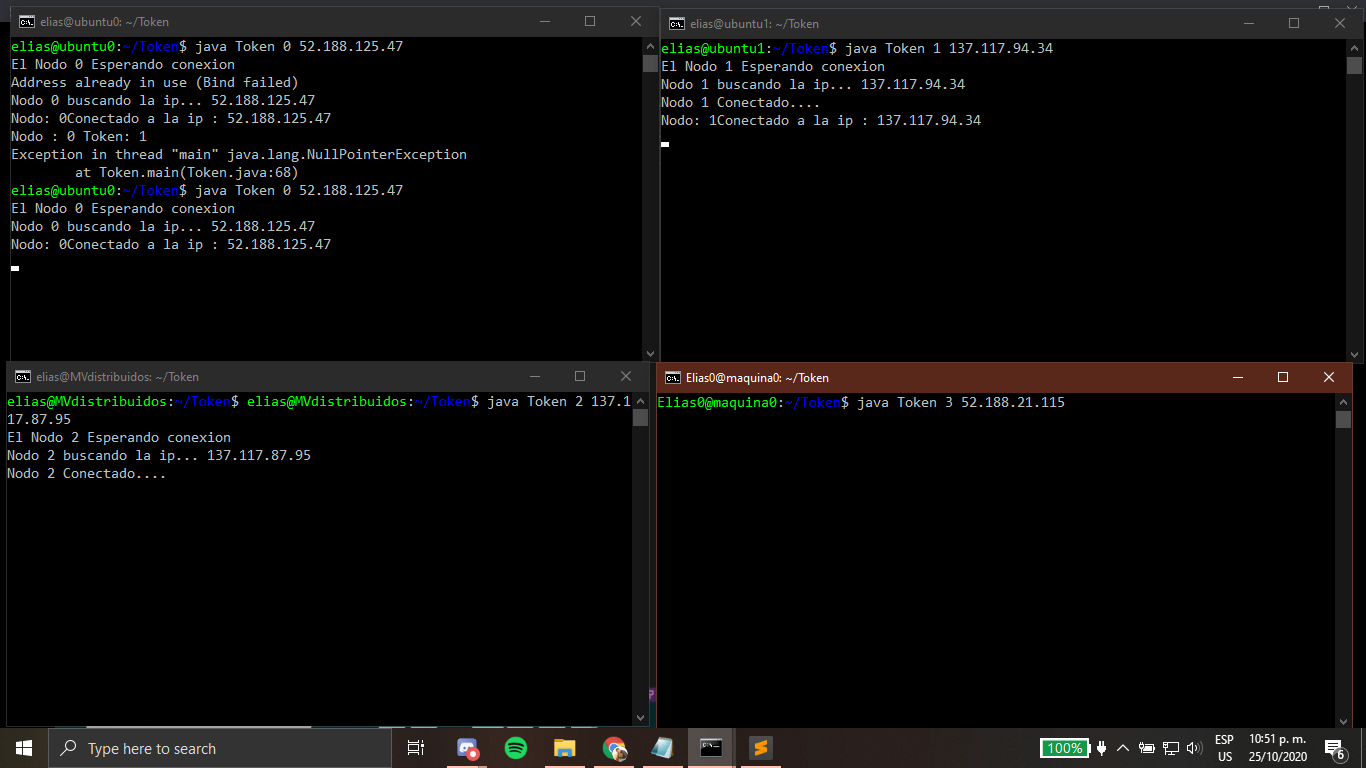 elias@ubuntu0: ~/Token
elias@ubuntu0:~/Token$ java Token 0 52.188.125.47
El Nodo 0 Esperando conexion
Address already in use (Bind failed)
Nodo 0 buscando la ip... 52.188.125.47
Nodo: 0Conectado a la ip : 52.188.125.47
Nodo : 0 Token: 1
Exception in thread "main" java.lang.NullPointerException
at Token.main(Token.java:68)
elias@ubuntu0:~/Token$ java Token 0 52.188.125.47
El Nodo 0 Esperando conexion
Nodo 0 buscando la ip... 52.188.125.47
Nodo: 0Conectado a la ip : 52.188.125.47
elias@ubuntu1: ~/Token
elias@ubuntu1:~/Token$ java Token 1 137.117.94.34
El Nodo 1 Esperando conexion
Nodo 1 buscando la ip... 137.117.94.34
Nodo 1 Conectado....
Nodo: 1Conectado a la ip : 137.117.94.34
elias@MVdistribuidos: ~/Token
elias@MVdistribuidos:~/Token$ elias@MVdistribuidos:~/Token$ java Token 2 137.1
17.87.95
El Nodo 2 Esperando conexion
Nodo 2 buscando la ip... 137.117.87.95
Nodo 2 Conectado....
Elias0@maquina0: ~/Token
Elias0@maquina0:~/Token$ java Token 3 52.188.21.115
Type here to search
100%
ESP
US
10:51 p. m.
25/10/2020
6